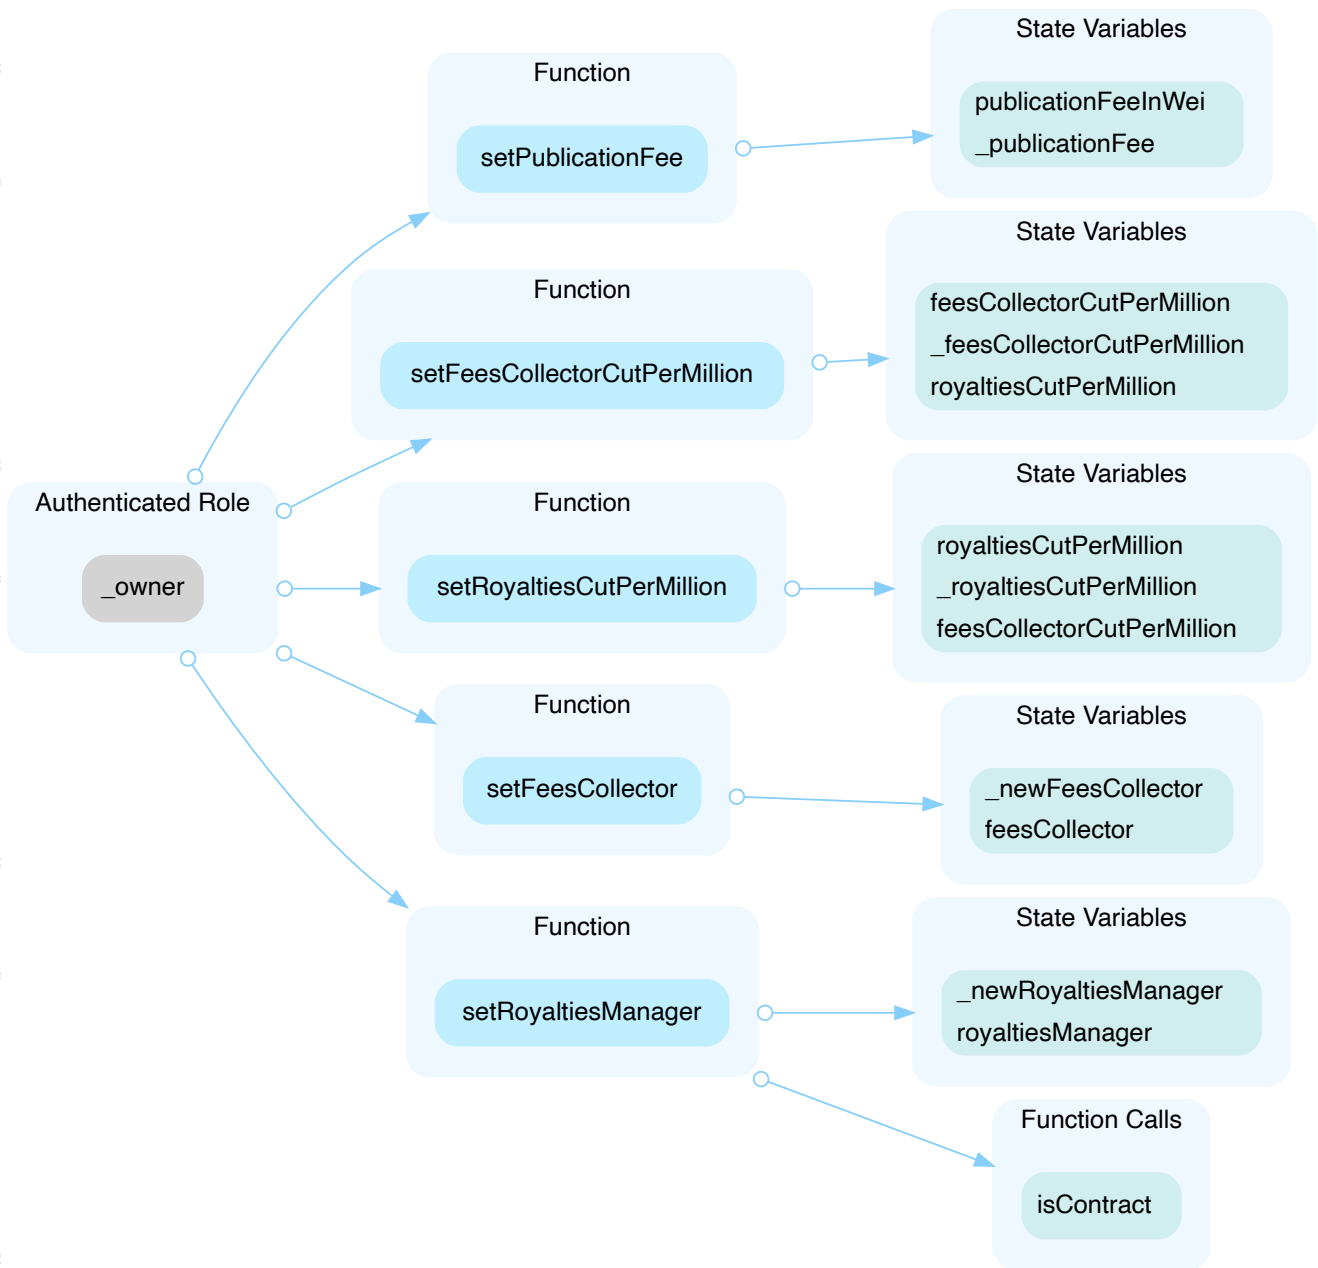 Authenticated Role
_owner
Function
setPublicationFee
State Variables
publicationFeeInWei
_publicationFee
Function
setFeesCollectorCutPerMillion
State Variables
feesCollectorCutPerMillion
_feesCollectorCutPerMillion
royaltiesCutPerMillion
Function
setRoyaltiesCutPerMillion
State Variables
royaltiesCutPerMillion
_royaltiesCutPerMillion
feesCollectorCutPerMillion
Function
setFeesCollector
State Variables
_newFeesCollector
feesCollector
Function
setRoyaltiesManager
State Variables
_newRoyaltiesManager
royaltiesManager
Function Calls
isContract